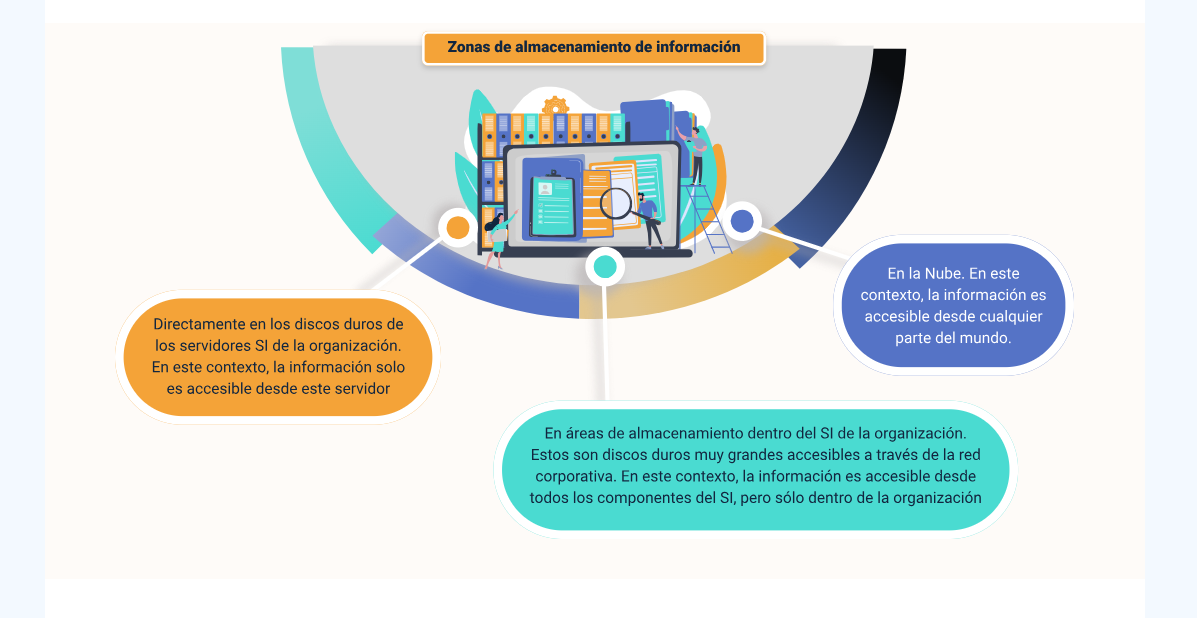 Zonas de almacenamiento de información
Directamente en los discos duros de
los servidores SI de la organización.
En este contexto, la información solo
es accesible desde este servidor
En áreas de almacenamiento dentro del SI de la organización.
Estos son discos duros muy grandes accesibles a través de la red
corporativa. En este contexto, la información es accesible desde
todos los componentes del SI, pero sólo dentro de la organización
En la Nube. En este
contexto, la información es
accesible desde cualquier
parte del mundo.